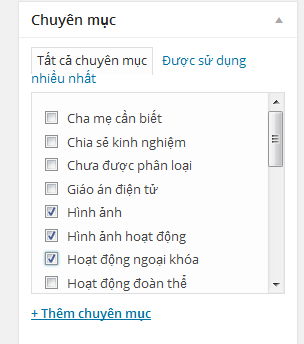 Chuyên mục
Tất cả chuyên mục Được sử dụng
nhiều nhất
Cha mẹ cần biết
Chia sẽ kinh nghiệm
Chưa được phân loại
Giáo án điện tử
Hình ảnh
Hình ảnh hoạt động
Hoạt động ngoại khóa
Hoạt động đoàn thể
+ Thêm chuyên mục